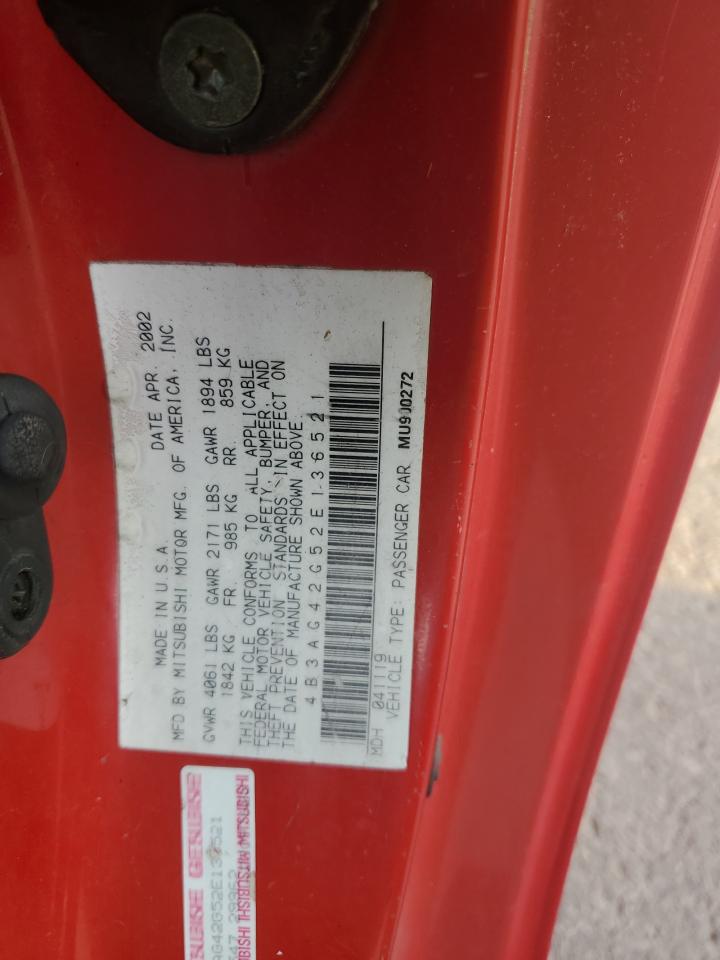 MADE IN U S A DATE APR. 2002
MFD BY MITSUBISHI MOTOR MFG. OF AMERICA, INC.
GVWR 4061 LBS GAWR 2171 LBS GAWR 1894 LBS
1842 KG FR. 985 KG RR. 859 KG
THIS VEHICLE CONFORMS TO ALL APPLICABLE
FEDERAL MOTOR VEHICLE SAFETY, BUMPER, AND
THEFT PREVENTION STANDARDS IN EFFECT ON
THE DATE OF MANUFACTURE SHOWN ABOVE.
4B3AG42G52E136521
MDH 041119
VEHICLE TYPE: PASSENGER CAR MU900272
MITSUBISHI